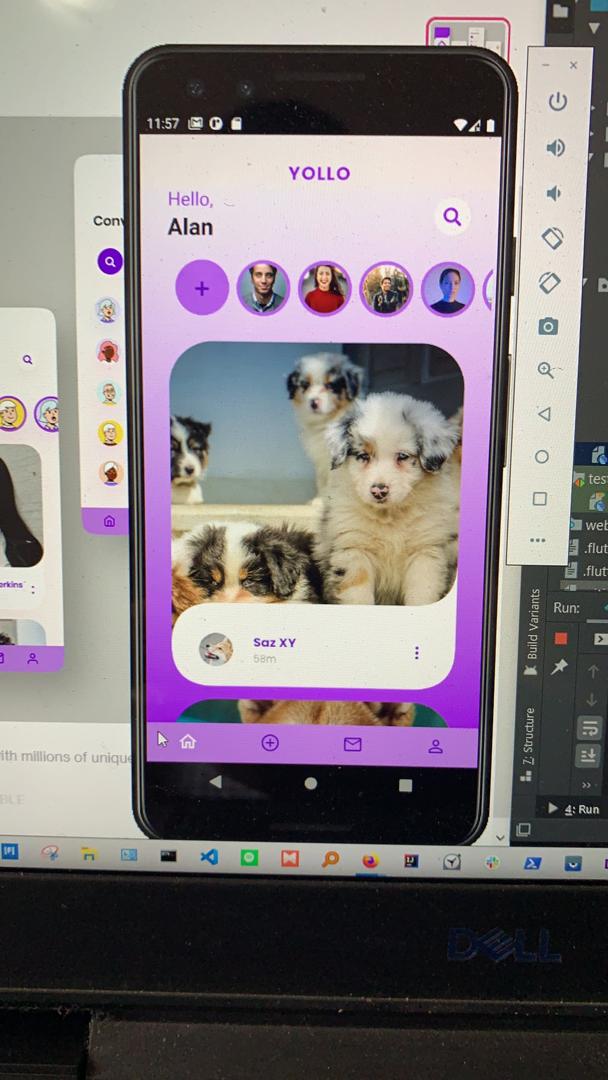 11:57
YOLLO
Hello,
Alan
Conv
erkins
Saz XY
58m
ith millions of unique
BLE
test
web
.flut
.flut
Run:
Build Variants
Z: Structure
4: Run
DELL